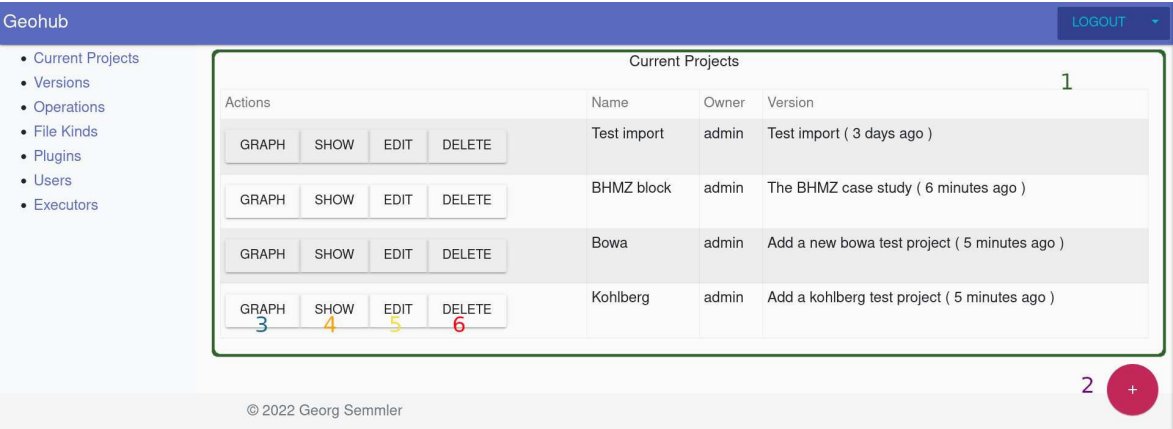 Geohub
LOGOUT
Current Projects
Versions
Operations
File Kinds
Plugins
Users
Executors
Current Projects
1
Actions Name Owner Version
GRAPH SHOW EDIT DELETE Test import admin Test import ( 3 days ago )
GRAPH SHOW EDIT DELETE BHMZ block admin The BHMZ case study ( 6 minutes ago )
GRAPH SHOW EDIT DELETE Bowa admin Add a new bowa test project ( 5 minutes ago )
GRAPH SHOW EDIT DELETE Kohlberg admin Add a kohlberg test project ( 5 minutes ago )
3 4 5 6
2 +
© 2022 Georg Semmler